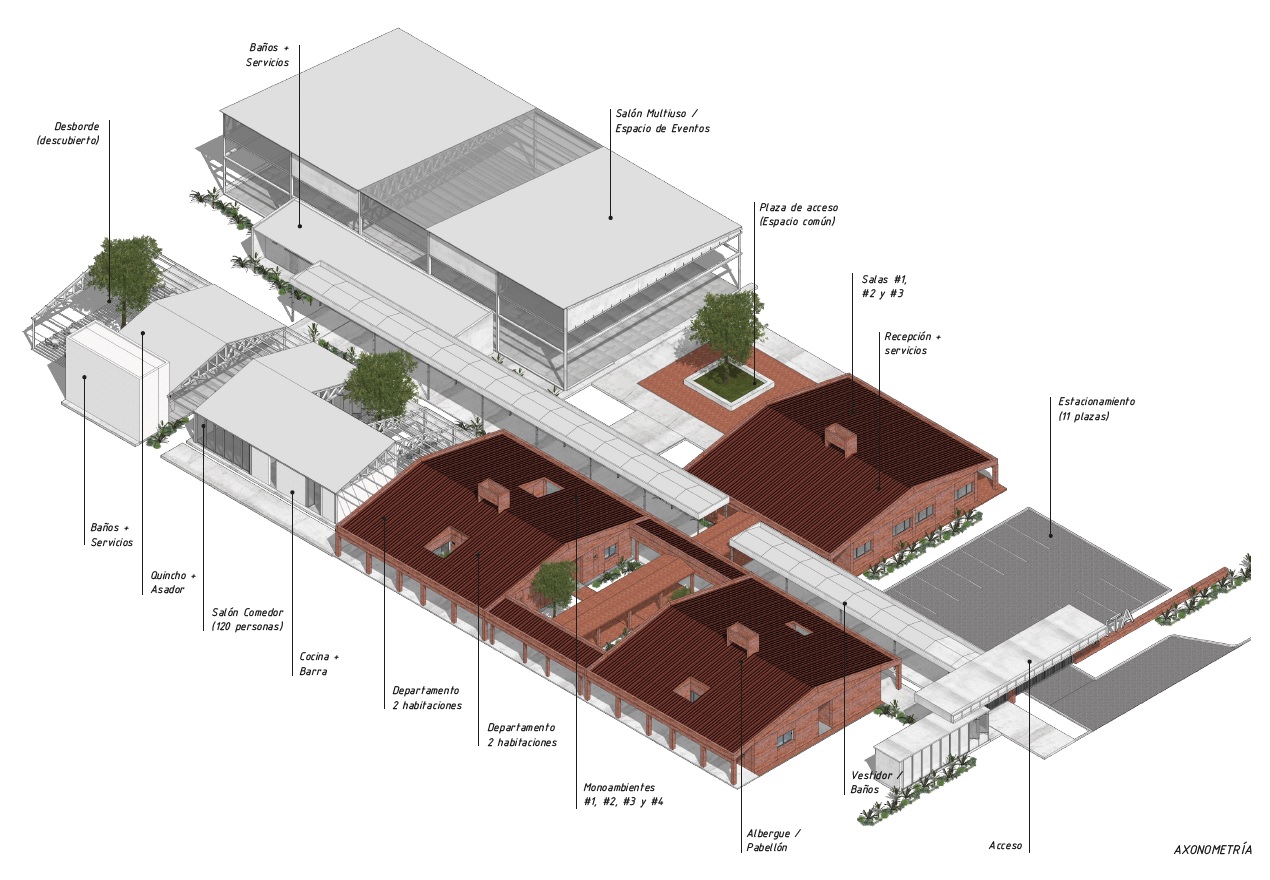 Baños +
Servicios
Desborde
(descubierto)
Salón Multiuso /
Espacio de Eventos
Plaza de acceso
(Espacio común)
Salas #1,
#2 y #3
Recepción +
servicios
Estacionamiento
(11 plazas)
Baños +
Servicios
Quincho +
Asador
Salón Comedor
(120 personas)
Cocina +
Barra
Departamento
2 habitaciones
Departamento
2 habitaciones
Monoambientes
#1, #2, #3 y #4
Vestidor /
Baños
Albergue /
Pabellón
Acceso
AXONOMETRÍA